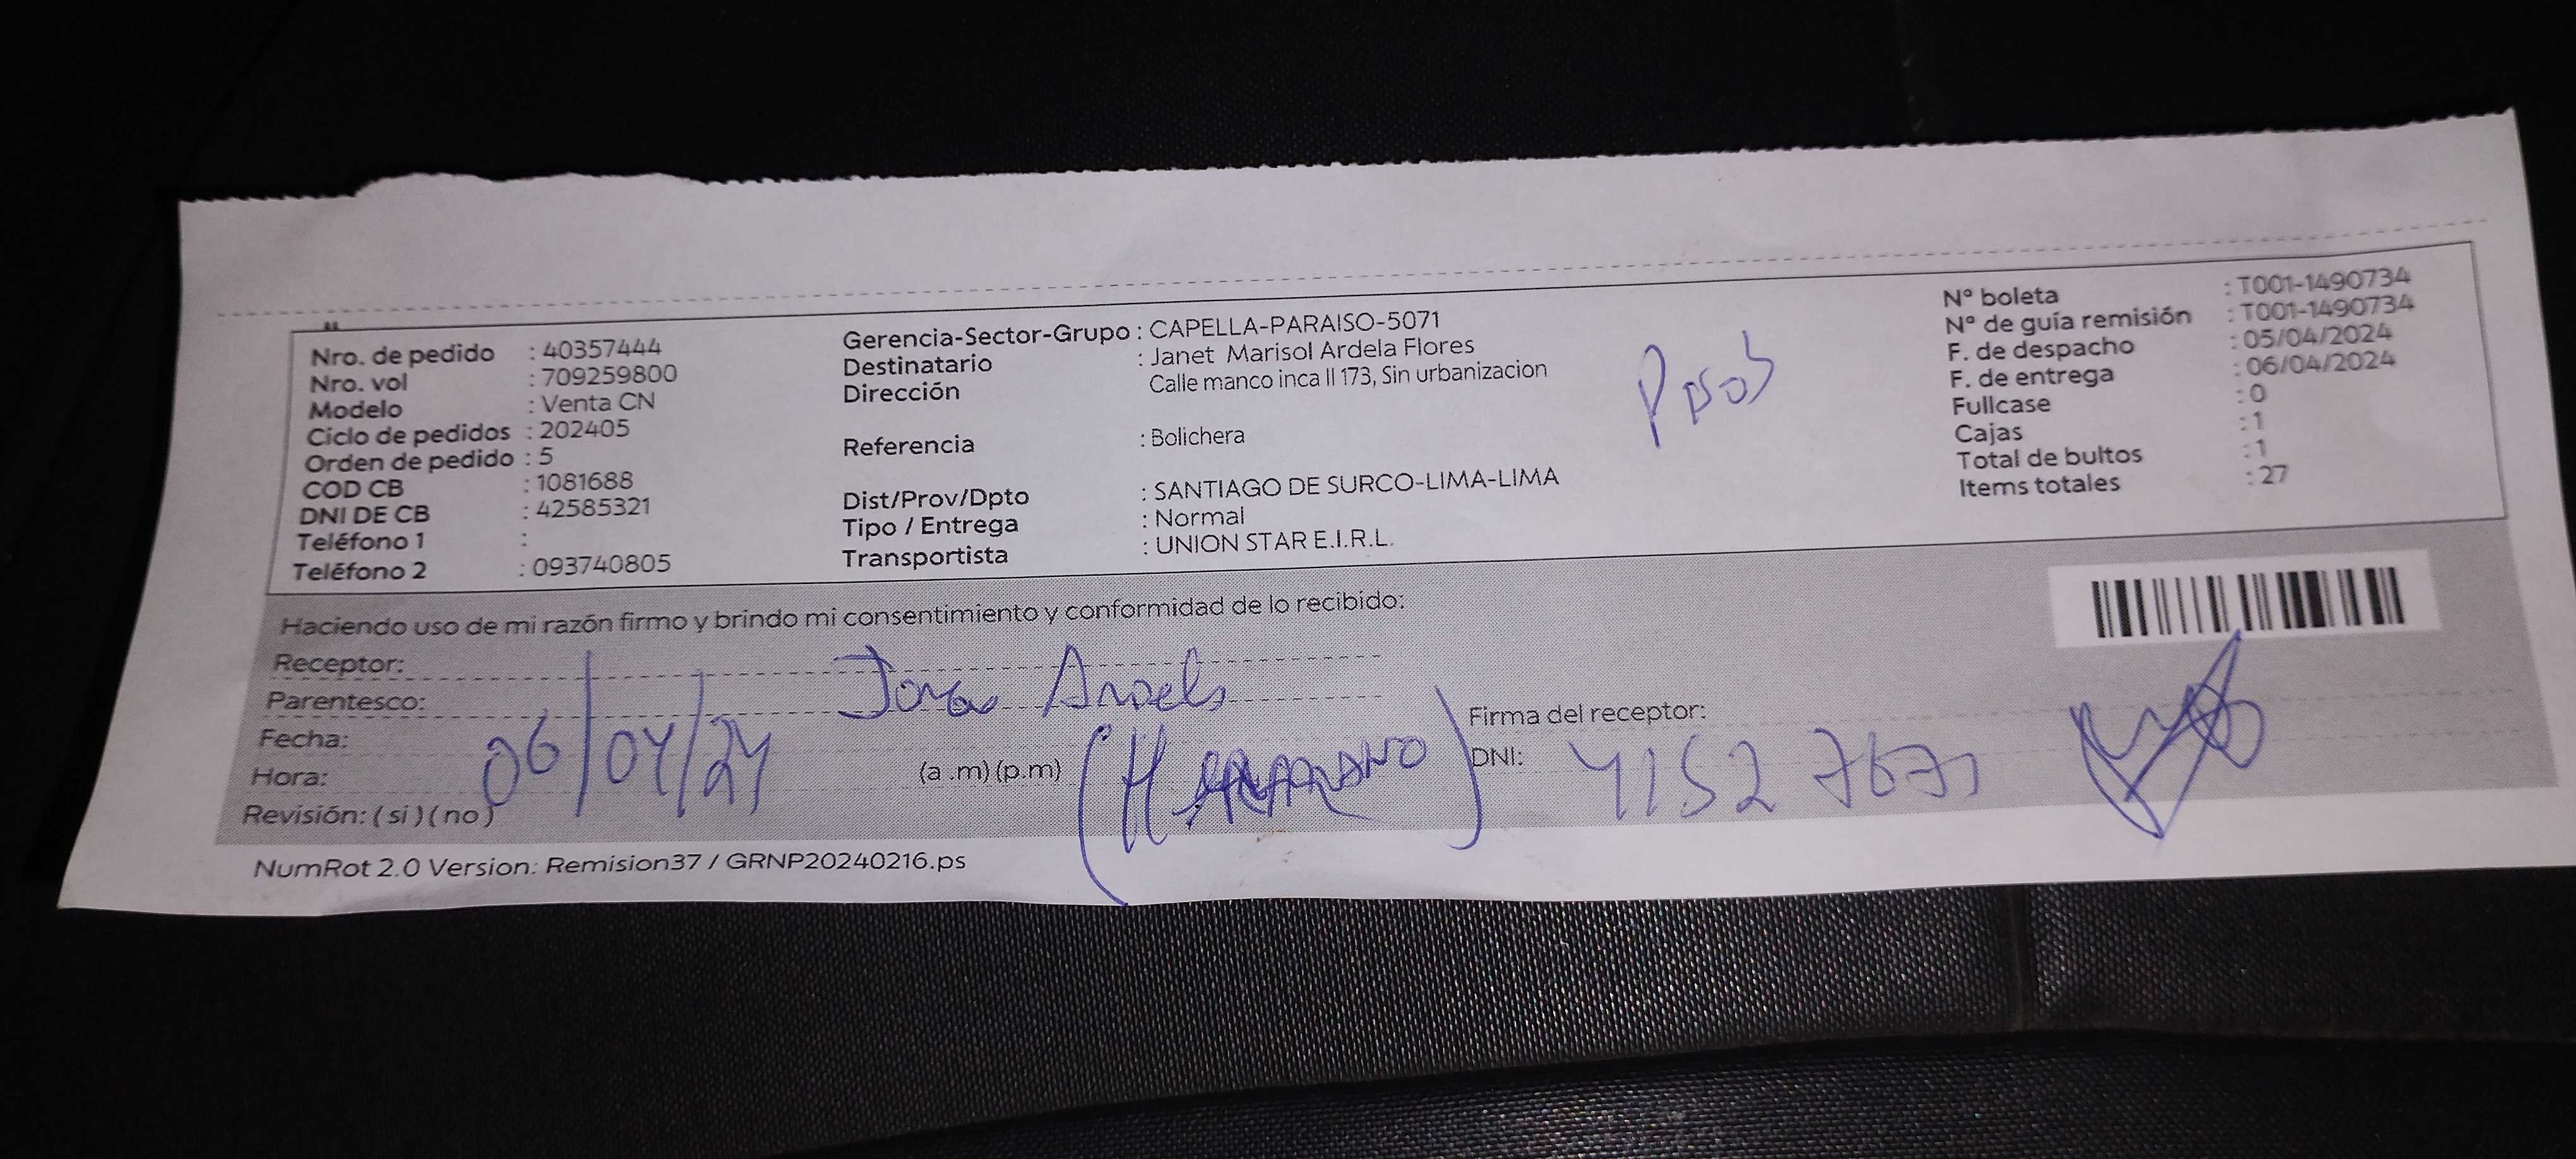 Nro. de pedido : 40357444
Nro. vol : 709259800
Modelo : Venta CN
Ciclo de pedidos : 202405
Orden de pedido : 5
COD CB : 1081688
DNI DE CB : 42585321
Teléfono 1 :
Teléfono 2 : 093740805
Gerencia-Sector-Grupo : CAPELLA-PARAISO-5071
Destinatario : Janet Marisol Ardela Flores
Dirección Calle manco inca II 173, Sin urbanizacion
Referencia : Bolichera
Dist/Prov/Dpto : SANTIAGO DE SURCO-LIMA-LIMA
Tipo / Entrega : Normal
Transportista : UNION STAR E.I.R.L.
N° boleta : T001-1490734
N° de guía remisión : T001-1490734
F. de despacho : 05/04/2024
F. de entrega : 06/04/2024
Fullcase : 0
Cajas : 1
Total de bultos : 1
Items totales : 27
Haciendo uso de mi razón firmo y brindo mi consentimiento y conformidad de lo recibido:
Receptor:
Parentesco:
Fecha: 06/04/24
Hora: (a .m) (p.m)
Revisión: ( si ) ( no )
Firma del receptor:
DNI:
NumRot 2.0 Version: Remision37 / GRNP20240216.ps